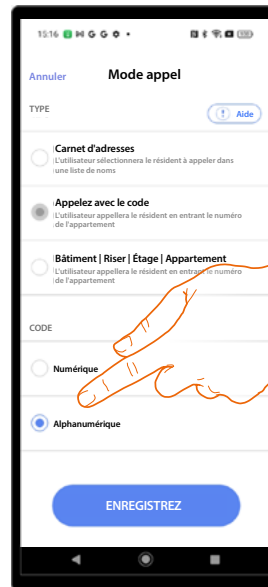 15:16 G G
Annuler Mode appel
TYPE
Aide
Carnet d'adresses
L'utilisateur sélectionnera le résident à appeler dans
une liste de noms
Appelez avec le code
L'utilisateur appellera le résident en entrant le numéro
de l'appartement
Bâtiment | Riser | Étage | Appartement
L'utilisateur appellera le résident en entrant le numéro
de l'appartement
CODE
Numérique
Alphanumérique
ENREGISTREZ